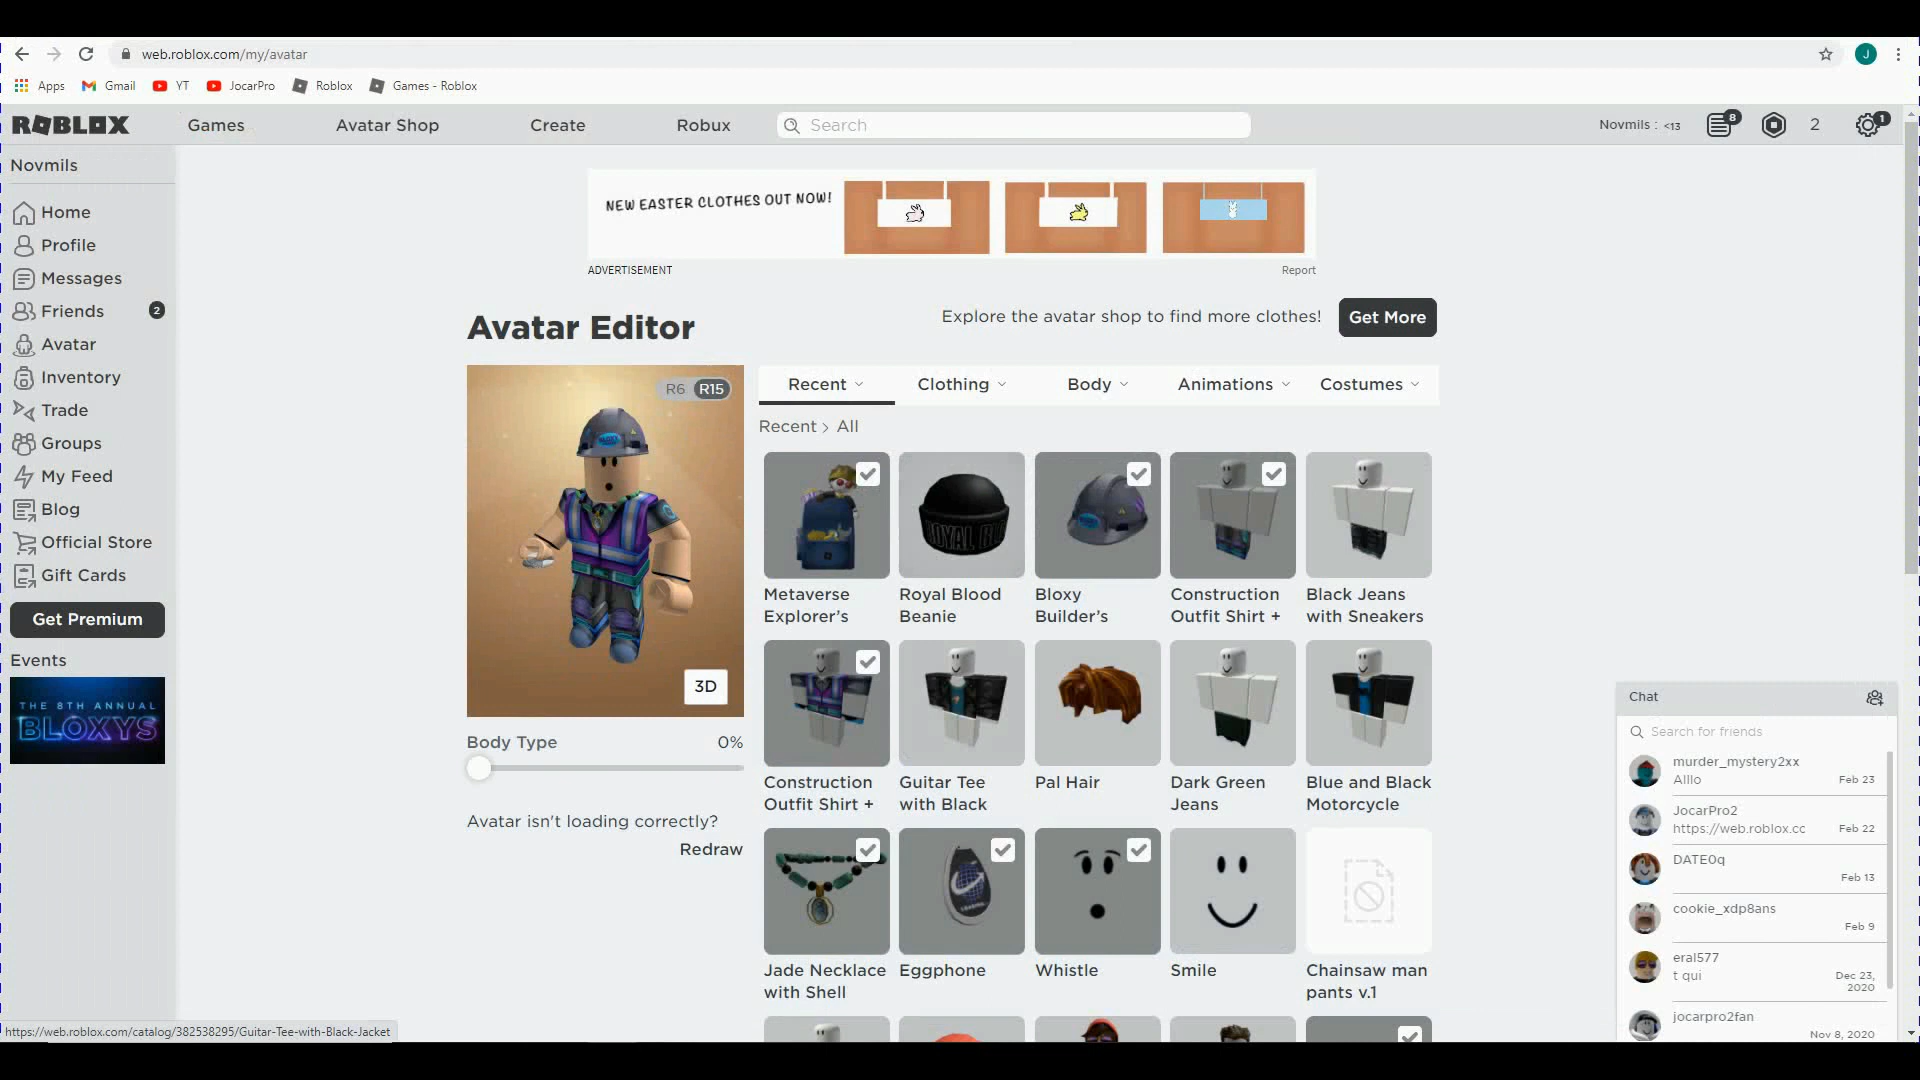 web.roblox.com/my/avatar
J
Apps
Gmail
YT
JocarPro
Roblox
Games - Roblox
ROBLOX
Games
Avatar Shop
Create
Robux
Search
Novmils : <13
8
2
1
Novmils
Home
Profile
Messages
Friends
2
Avatar
Inventory
Trade
Groups
My Feed
Blog
Official Store
Gift Cards
Get Premium
Events
THE 8TH ANNUAL
BLOXYS
NEW EASTER CLOTHES OUT NOW!
ADVERTISEMENT
Report
Avatar Editor
Explore the avatar shop to find more clothes!
Get More
R6 R15
BLOXY
3D
Body Type
0%
Avatar isn't loading correctly?
Redraw
Recent
Clothing
Body
Animations
Costumes
Recent > All
Metaverse
Explorer's
ROYAL BLO
Royal Blood
Beanie
Bloxy
Builder's
Construction
Outfit Shirt +
Black Jeans
with Sneakers
Construction
Outfit Shirt +
Guitar Tee
with Black
Pal Hair
Dark Green
Jeans
Blue and Black
Motorcycle
Jade Necklace
with Shell
Eggphone
Whistle
Smile
Chainsaw man
pants v.1
Chat
Search for friends
murder_mystery2xx
Alllo
Feb 23
JocarPro2
https://web.roblox.cc
Feb 22
DATE0q
Feb 13
cookie_xdp8ans
Feb 9
eral577
t qui
Dec 23,
2020
jocarpro2fan
Nov 8, 2020
https://web.roblox.com/catalog/382538295/Guitar-Tee-with-Black-Jacket